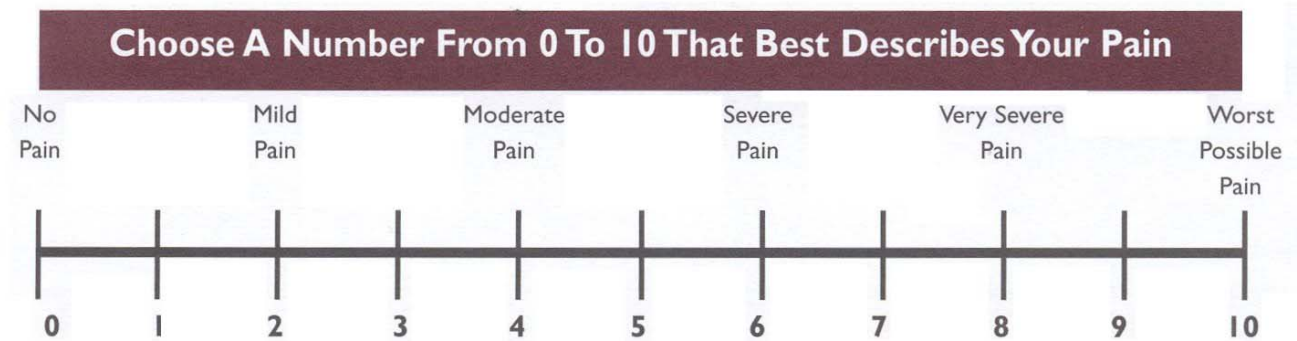 Choose A Number From 0 To 10 That Best Describes Your Pain
No Mild Moderate Severe Very Severe Worst
Pain Pain Pain Pain Pain Possible
Pain
0 1 2 3 4 5 6 7 8 9 10